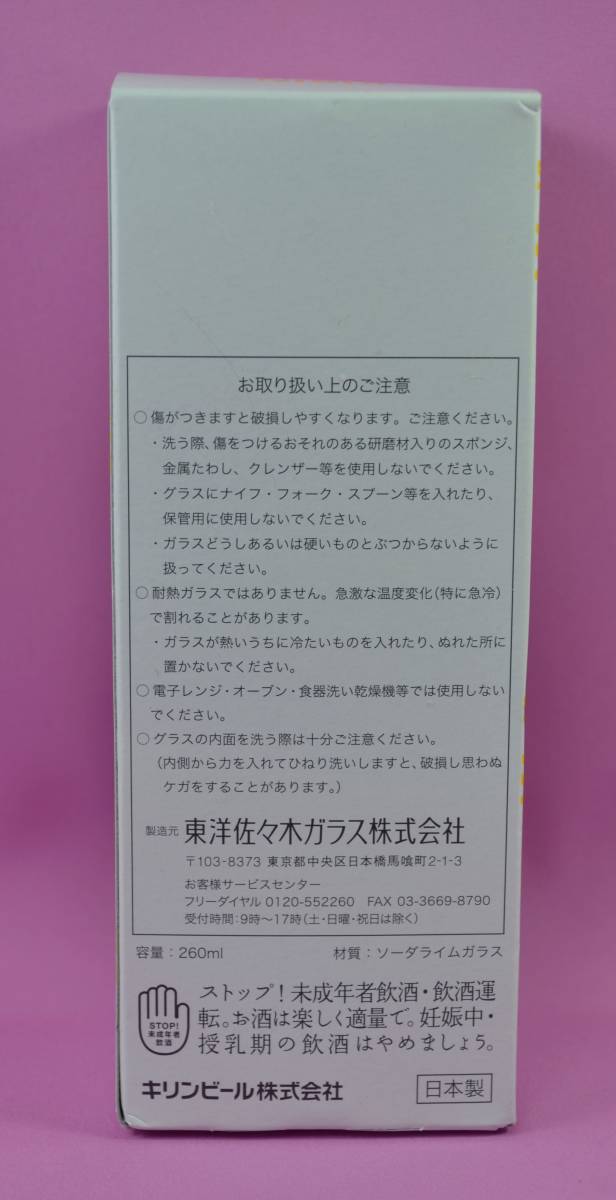 お取り扱い上のご注意
○傷がつきますと破損しやすくなります。ご注意ください。
・洗う際、傷をつけるおそれのある研磨材入りのスポンジ、
金属たわし、クレンザー等を使用しないでください。
・グラスにナイフ・フォーク・スプーン等を入れたり、
保管用に使用しないでください。
・ガラスどうしあるいは硬いものとぶつからないように
扱ってください。
○耐熱ガラスではありません。急激な温度変化(特に急冷)
で割れることがあります。
・ガラスが熱いうちに冷たいものを入れたり、ぬれた所に
置かないでください。
○電子レンジ・オーブン・食器洗い乾燥機等では使用しない
でください。
○グラスの内面を洗う際は十分ご注意ください。
(内側から力を入れてひねり洗いしますと、破損し思わぬ
ケガをすることがあります。)
製造元 東洋佐々木ガラス株式会社
〒103-8373 東京都中央区日本橋馬喰町2-1-3
お客様サービスセンター
フリーダイヤル 0120-552260 FAX 03-3669-8790
受付時間:9時〜17時(土・日曜・祝日は除く)
容量:260ml 材質:ソーダライムガラス
STOP!
未成年者
飲酒
ストップ!未成年者飲酒・飲酒運
転。お酒は楽しく適量で。妊娠中・
授乳期の飲酒はやめましょう。
キリンビール株式会社 日本製